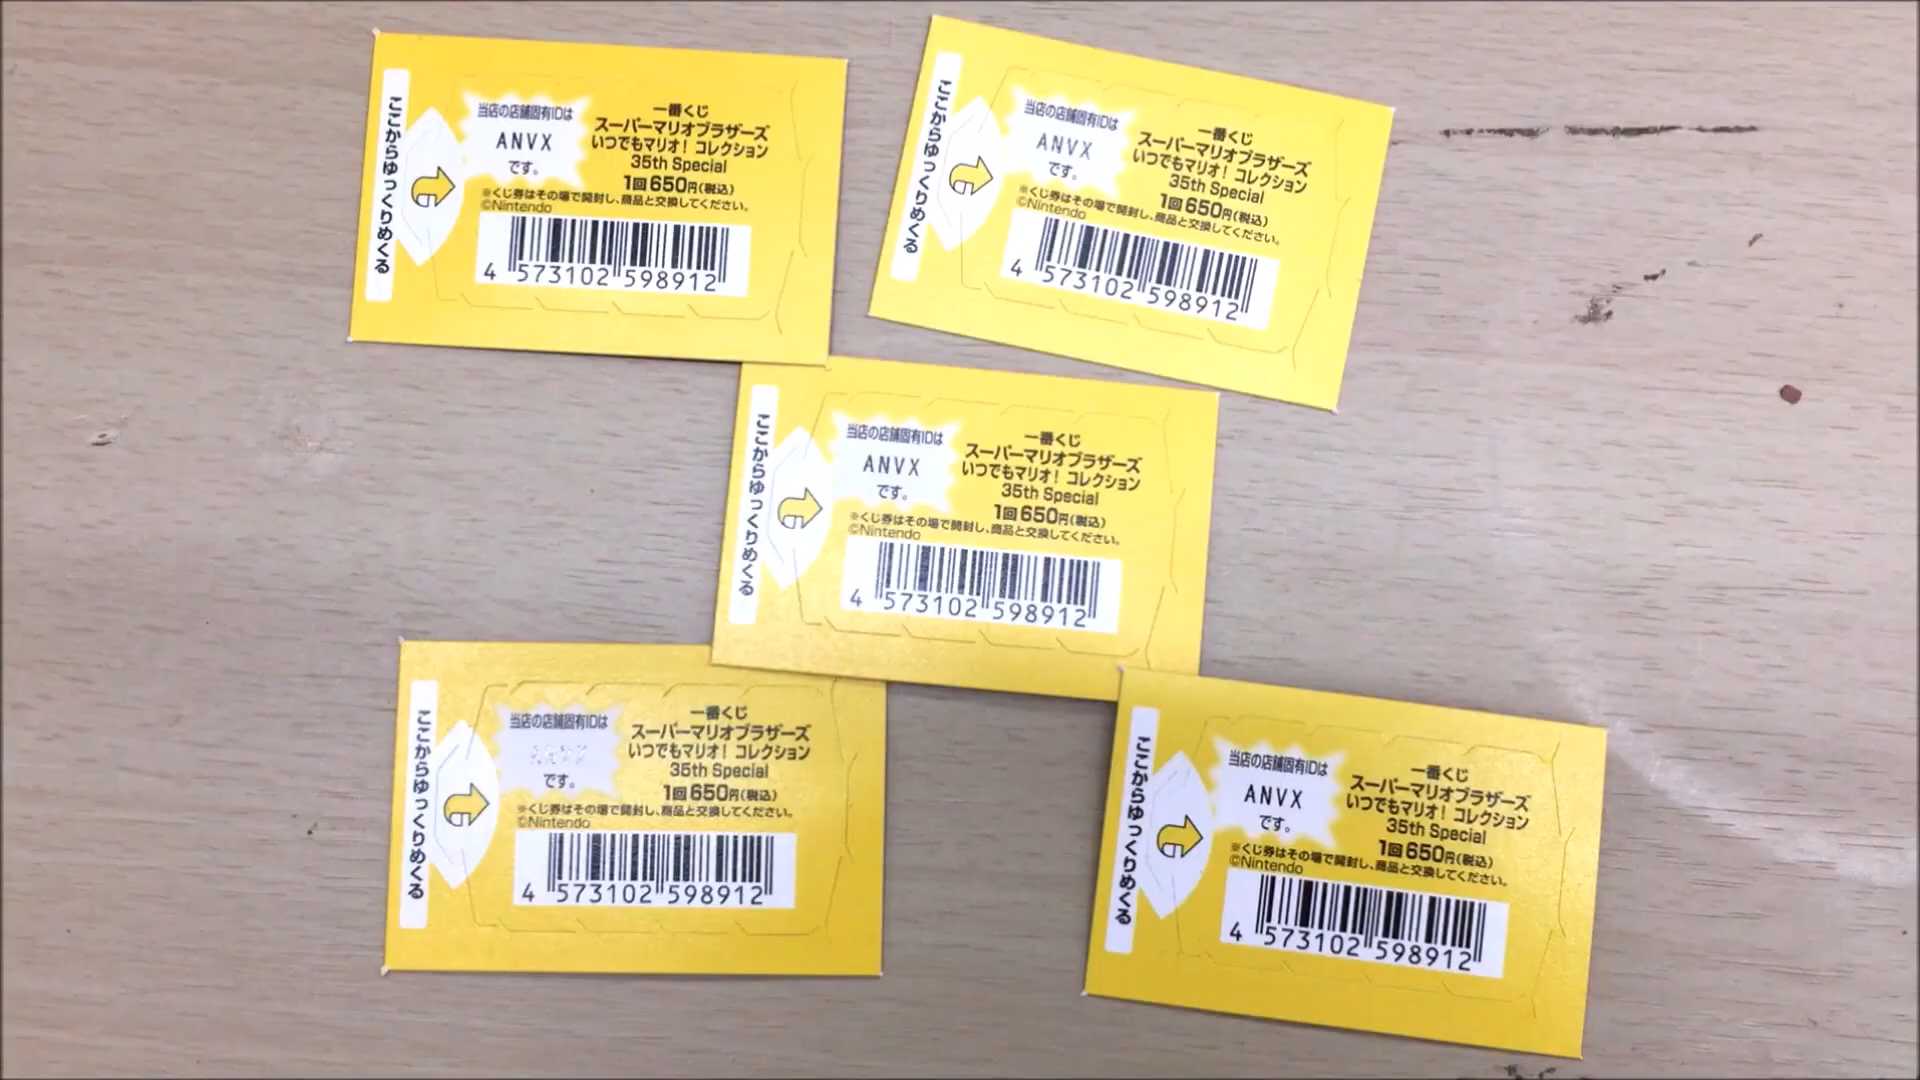 ここからゆっくりめくる
当店の店舗固有IDは
ANVX
です。
一番くじ
スーパーマリオブラザーズ
いつでもマリオ！コレクション
35th Special
1回650円(税込)
※くじ券はその場で開封し、商品と交換してください。
©Nintendo
4 573102 598912
ここからゆっくりめくる
当店の店舗固有IDは
ANVX
です。
一番くじ
スーパーマリオブラザーズ
いつでもマリオ！コレクション
35th Special
1回650円(税込)
※くじ券はその場で開封し、商品と交換してください。
©Nintendo
4 573102 598912
ここからゆっくりめくる
当店の店舗固有IDは
ANVX
です。
一番くじ
スーパーマリオブラザーズ
いつでもマリオ！コレクション
35th Special
1回650円(税込)
※くじ券はその場で開封し、商品と交換してください。
©Nintendo
4 573102 598912
ここからゆっくりめくる
当店の店舗固有IDは
です。
一番くじ
スーパーマリオブラザーズ
いつでもマリオ！コレクション
35th Special
1回650円(税込)
※くじ券はその場で開封し、商品と交換してください。
©Nintendo
4 573102 598912
ここからゆっくりめくる
当店の店舗固有IDは
ANVX
です。
一番くじ
スーパーマリオブラザーズ
いつでもマリオ！コレクション
35th Special
1回650円(税込)
※くじ券はその場で開封し、商品と交換してください。
©Nintendo
4 573102 598912